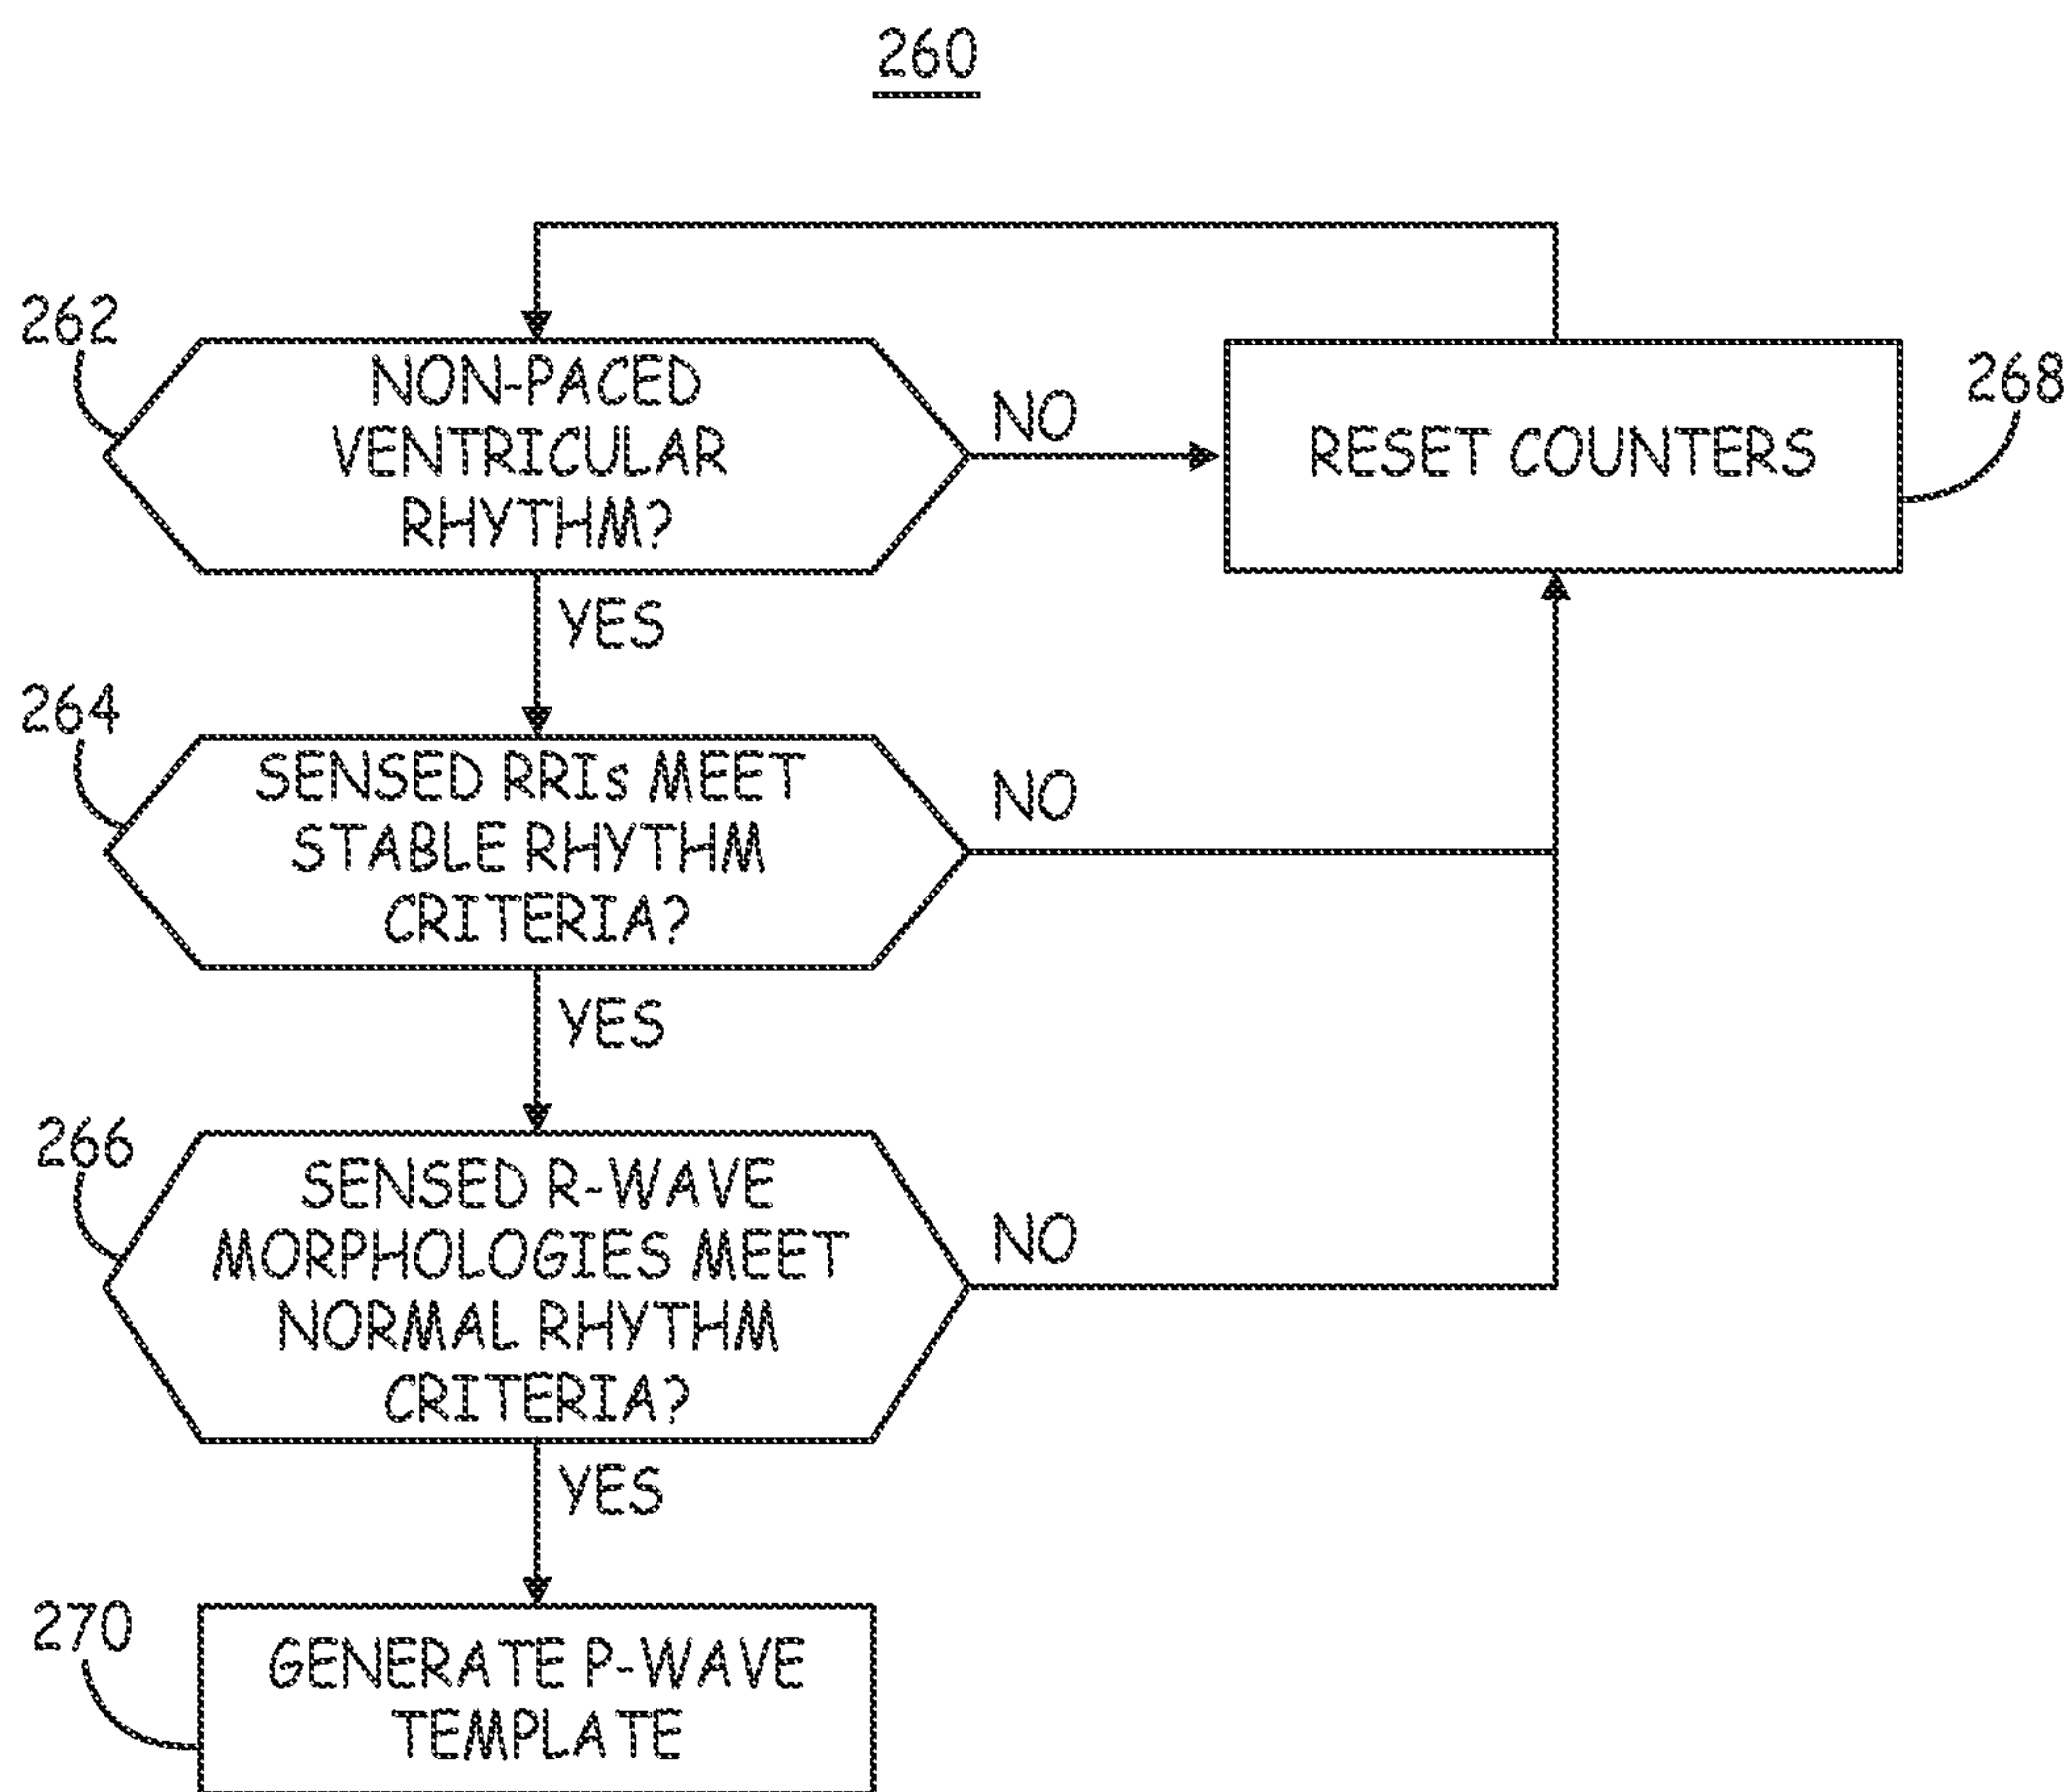 260
262
NON-PACED
VENTRICULAR
RHYTHM?
NO
RESET COUNTERS
268
YES
264
SENSED RRIs MEET
STABLE RHYTHM
CRITERIA?
NO
YES
266
SENSED R-WAVE
MORPHOLOGIES MEET
NORMAL RHYTHM
CRITERIA?
NO
YES
270
GENERATE P-WAVE
TEMPLATE